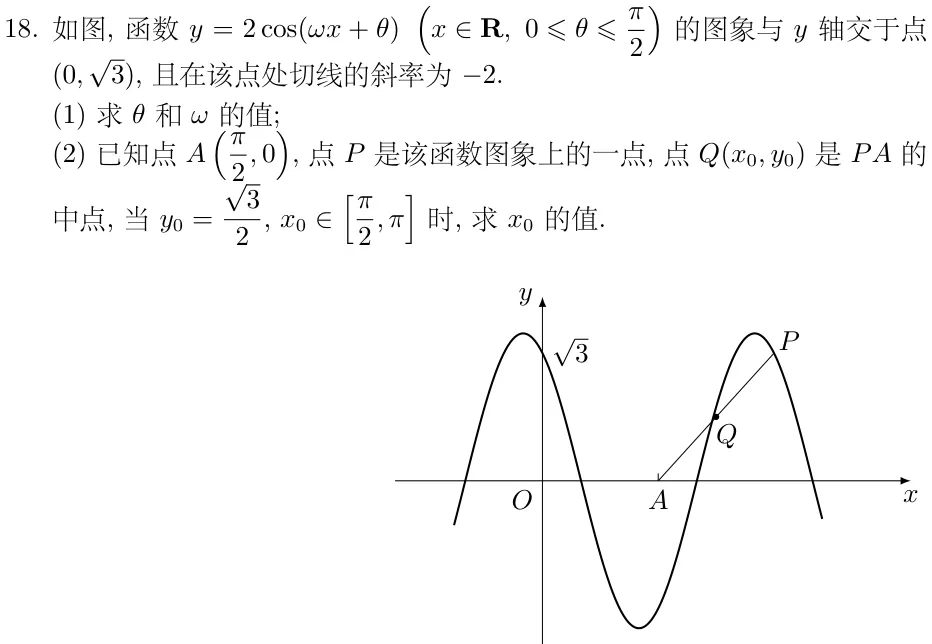 18. 如图, 函数 y = 2cos(ωx + θ) (x ∈ R, 0 ⩽ θ ⩽ π/2) 的图象与 y 轴交于点
(0, √3), 且在该点处切线的斜率为 −2.
(1) 求 θ 和 ω 的值;
(2) 已知点 A(π/2, 0), 点 P 是该函数图象上的一点, 点 Q(x₀, y₀) 是 PA 的
中点, 当 y₀ = √3/2, x₀ ∈ [π/2, π] 时, 求 x₀ 的值.
y
√3
P
Q
O
A
x